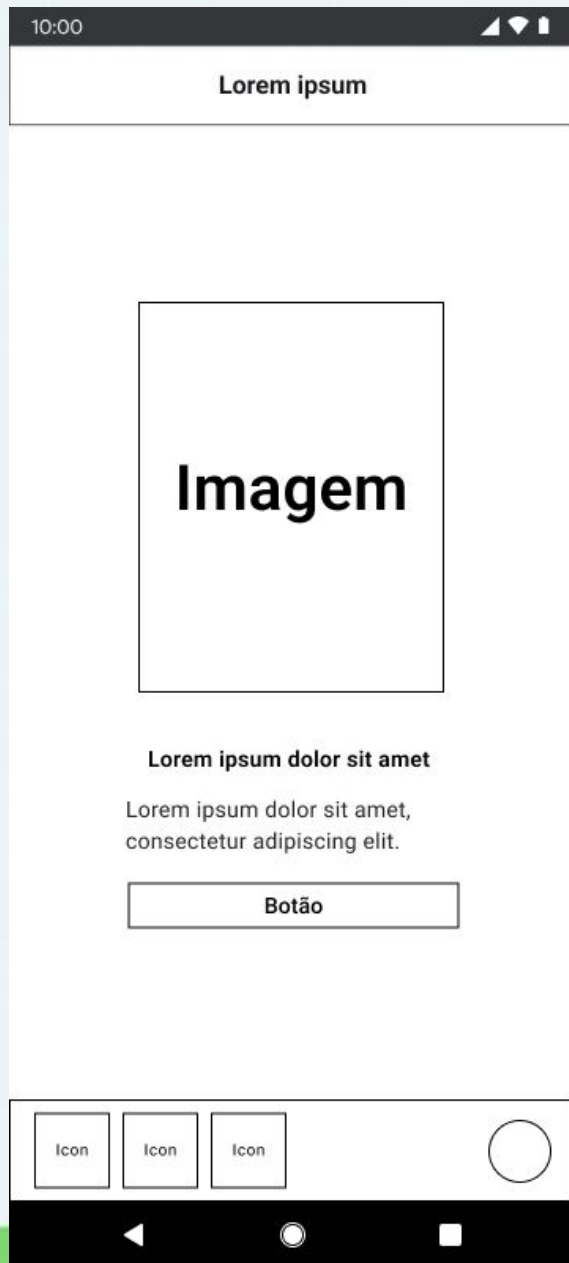 10:00
Lorem ipsum
Imagem
Lorem ipsum dolor sit amet
Lorem ipsum dolor sit amet,
consectetur adipiscing elit.
Botão
Icon Icon Icon